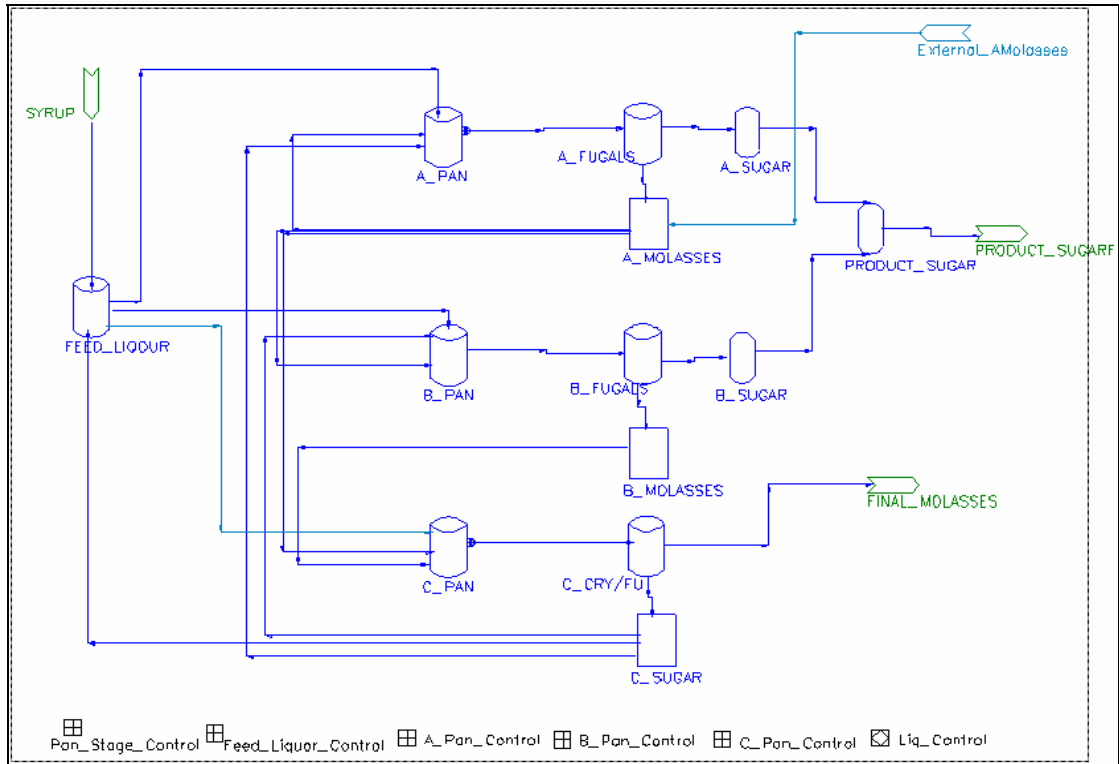 External_AMolasses
SYRUP
A_FUGALS
A_SUGAR
A_PAN
A_MOLASSES
PRODUCT_SUGAR
PRODUCT_SUGARF
FEED_LIQOUR
B_PAN
B_FUGALS
B_SUGAR
B_MOLASSES
FINAL_MOLASSES
C_PAN
C_CRY/FU
C_SUGAR
Pan_Stage_Control
Feed_Liquor_Control
A_Pan_Control
B_Pan_Control
C_Pan_Control
Liq_Control